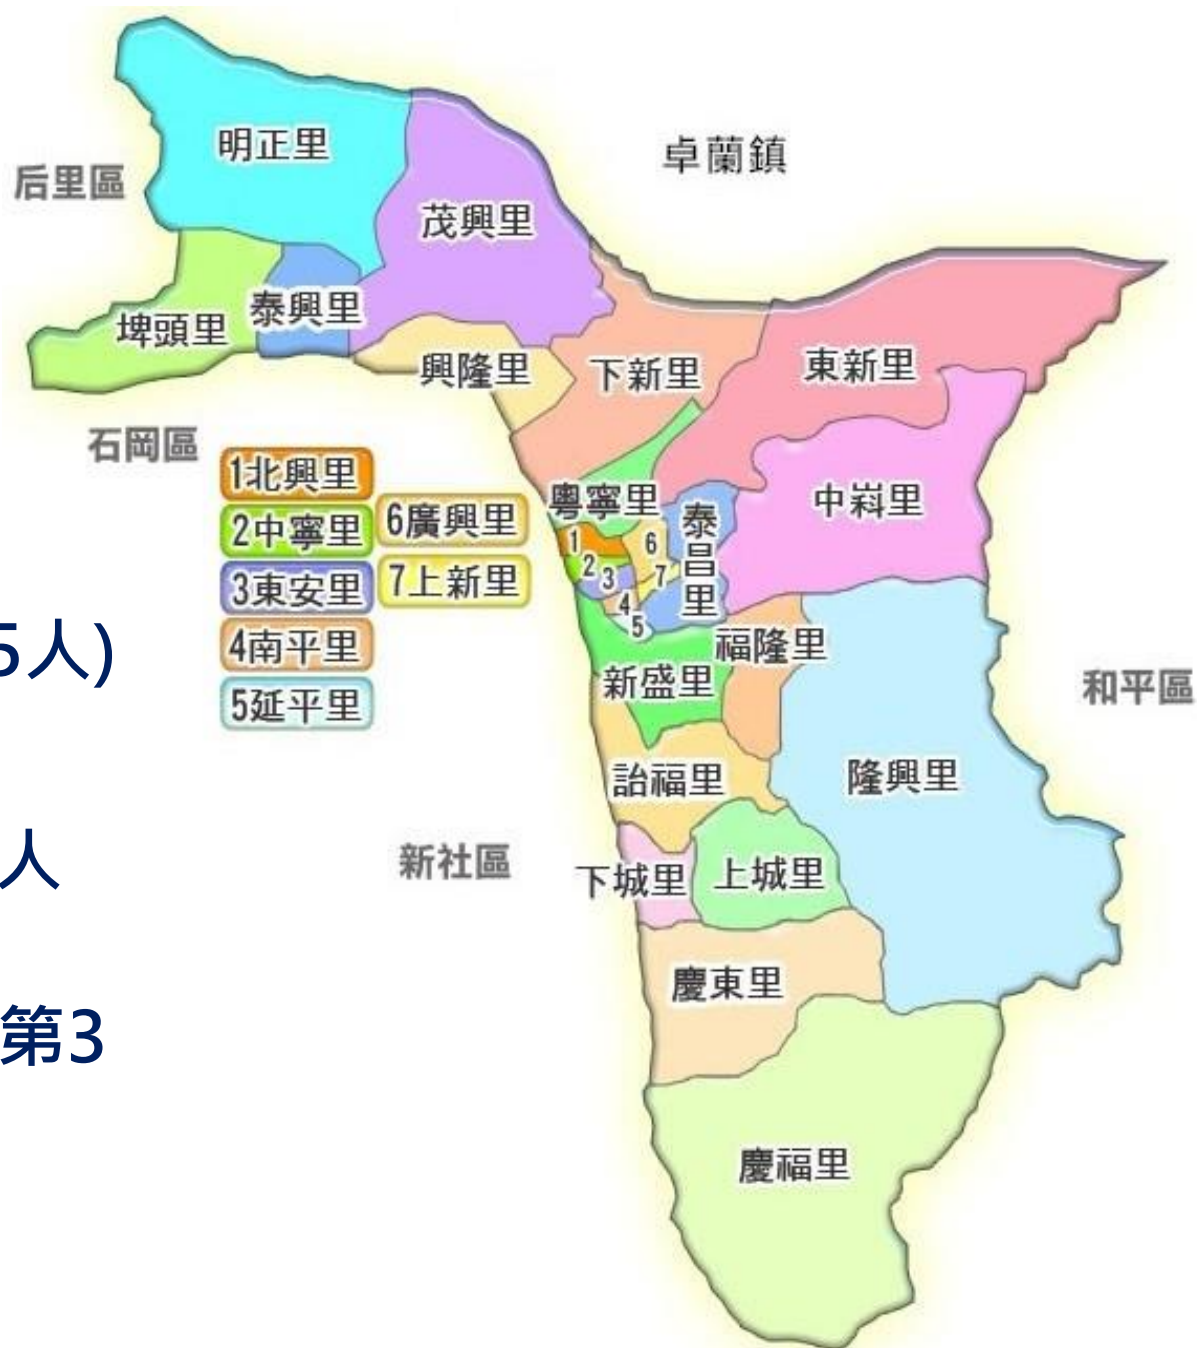 明正里
卓蘭鎮
后里區
茂興里
泰興里
埤頭里
興隆里
下新里
東新里
石岡區
1北興里
2中寧里
3東安里
4南平里
5延平里
6廣興里
7上新里
粵寧里
泰昌里
中嵙里
1
2
3
4
5
6
7
5人)
福隆里
新盛里
和平區
詒福里
隆興里
人
新社區
下城里
上城里
慶東里
第3
慶福里